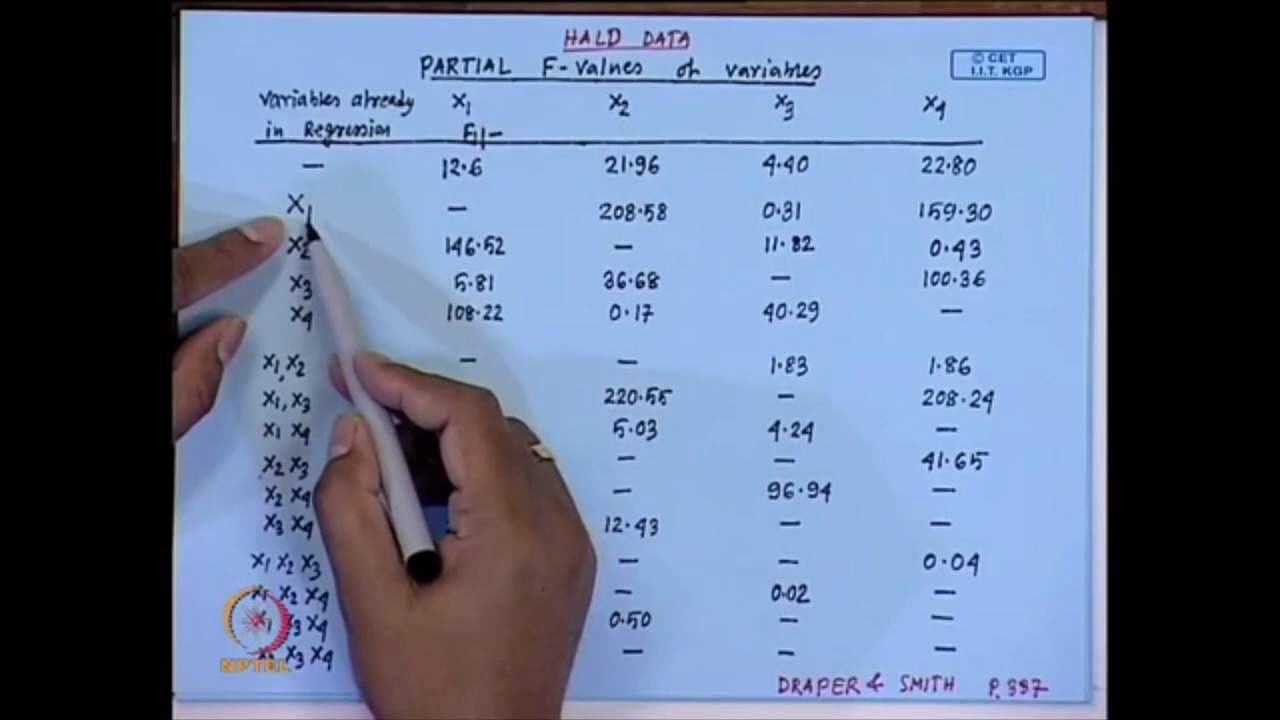 HALD DATA
PARTIAL F-Values of variables
© CET
I.I.T. KGP
Variables already X1 X2 X3 X4
in Regression F1|-
— 12.6 21.96 4.40 22.80
X1 — 208.58 0.31 159.30
X2 146.52 — 11.82 0.43
X3 5.81 36.68 — 100.36
X4 108.22 0.17 40.29 —
X1, X2 — — 1.83 1.86
X1, X3 220.55 — 208.24
X1 X4 5.03 4.24 —
X2 X3 — — 41.65
X2 X4 — 96.94 —
X3 X4 12.43 — —
X1 X2 X3 — — 0.04
X1 X2 X4 — 0.02 —
X3 X4 0.50 — —
X3 X4 — — —
NPTEL
DRAPER & SMITH P. 337